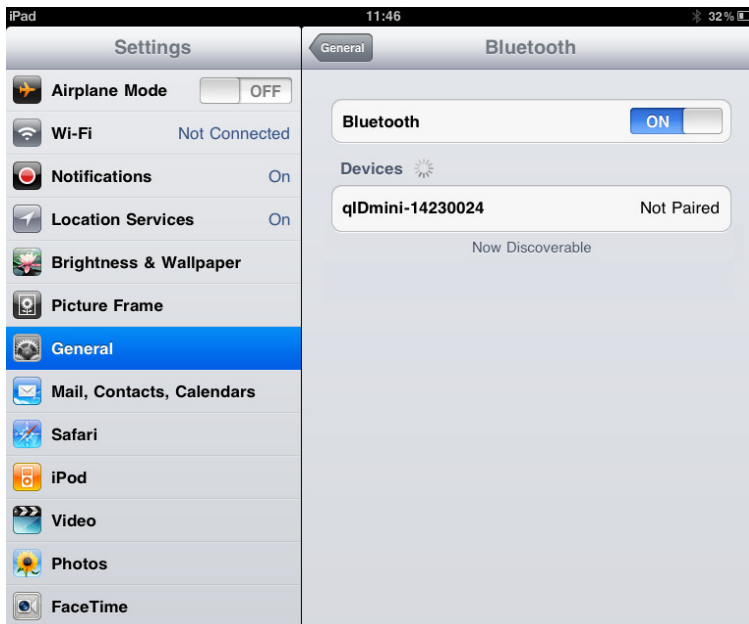 iPad 11:46 32%
Settings
General Bluetooth
Airplane Mode OFF
Wi-Fi Not Connected
Notifications On
Location Services On
Brightness & Wallpaper
Picture Frame
General
Mail, Contacts, Calendars
Safari
iPod
Video
Photos
FaceTime
Bluetooth ON
Devices
qIDmini-14230024 Not Paired
Now Discoverable